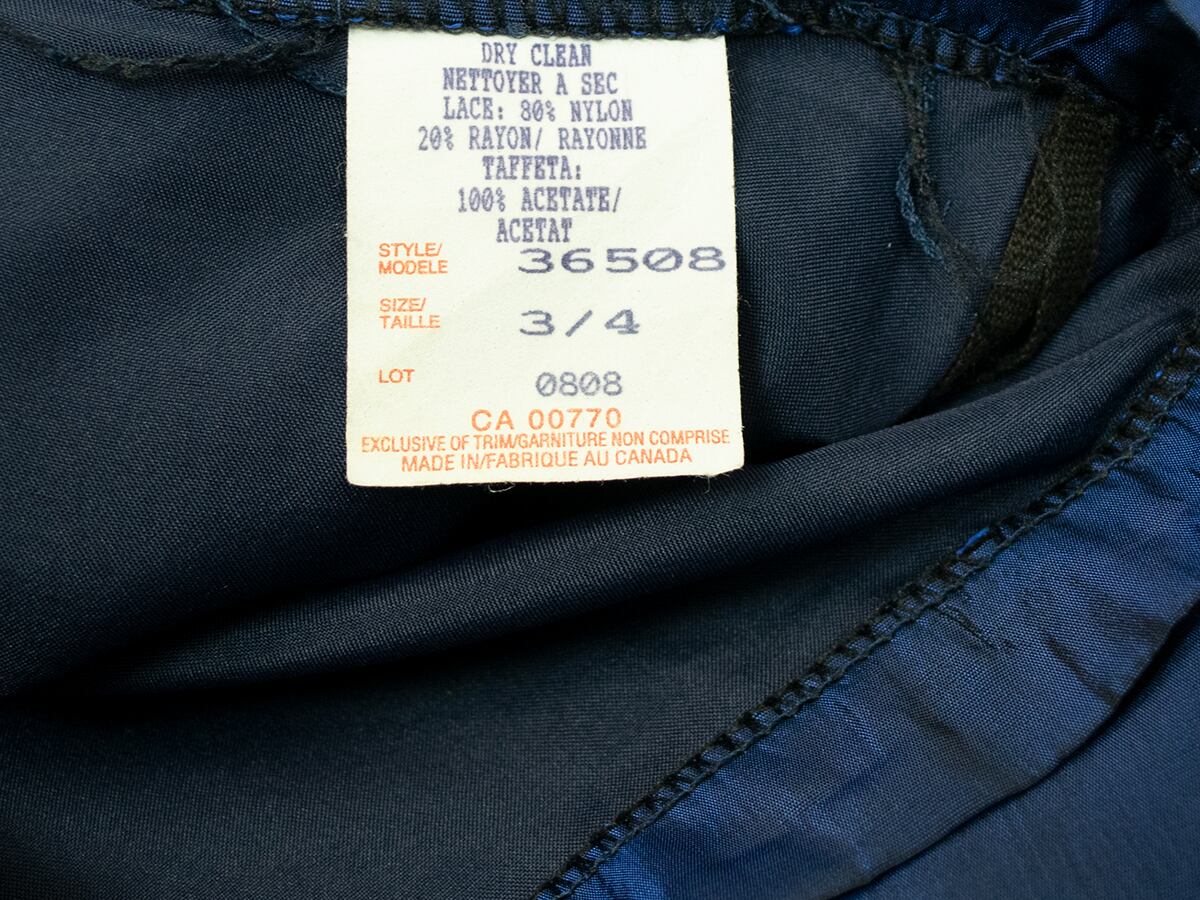 DRY CLEAN
NETTOYER A SEC
LACE: 80% NYLON
20% RAYON/ RAYONNE
TAFFETA:
100% ACETATE/
ACETAT
STYLE/
MODELE 36508
SIZE/
TAILLE 3/4
LOT 0808
CA 00770
EXCLUSIVE OF TRIM/GARNITURE NON COMPRISE
MADE IN/FABRIQUE AU CANADA